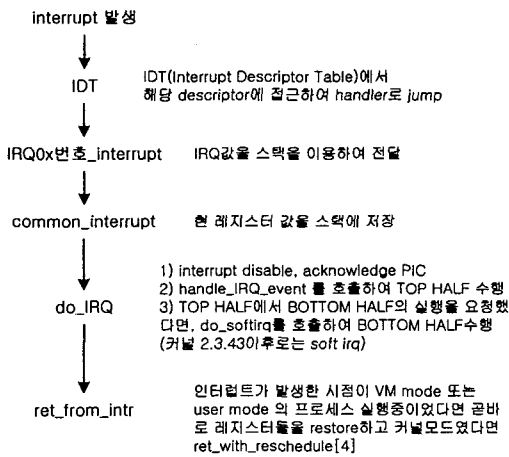 interrupt 발생
IDT
IDT(Interrupt Descriptor Table)에서
해당 descriptor에 접근하여 handler로 jump
IRQ0x번호_interrupt
IRQ값을 스택을 이용하여 전달
common_interrupt
현 레지스터 값을 스택에 저장
do_IRQ
1) interrupt disable, acknowledge PIC
2) handle_IRQ_event 를 호출하여 TOP HALF 수행
3) TOP HALF에서 BOTTOM HALF의 실행을 요청했
다면, do_softirq를 호출하여 BOTTOM HALF수행
(커널 2.3.43이후로는 soft irq)
ret_from_intr
인터럽트가 발생한 시점이 VM mode 또는
user mode 의 프로세스 실행중이었다면 곧바
로 레지스터들을 restore하고 커널모드였다면
ret_with_reschedule[4]